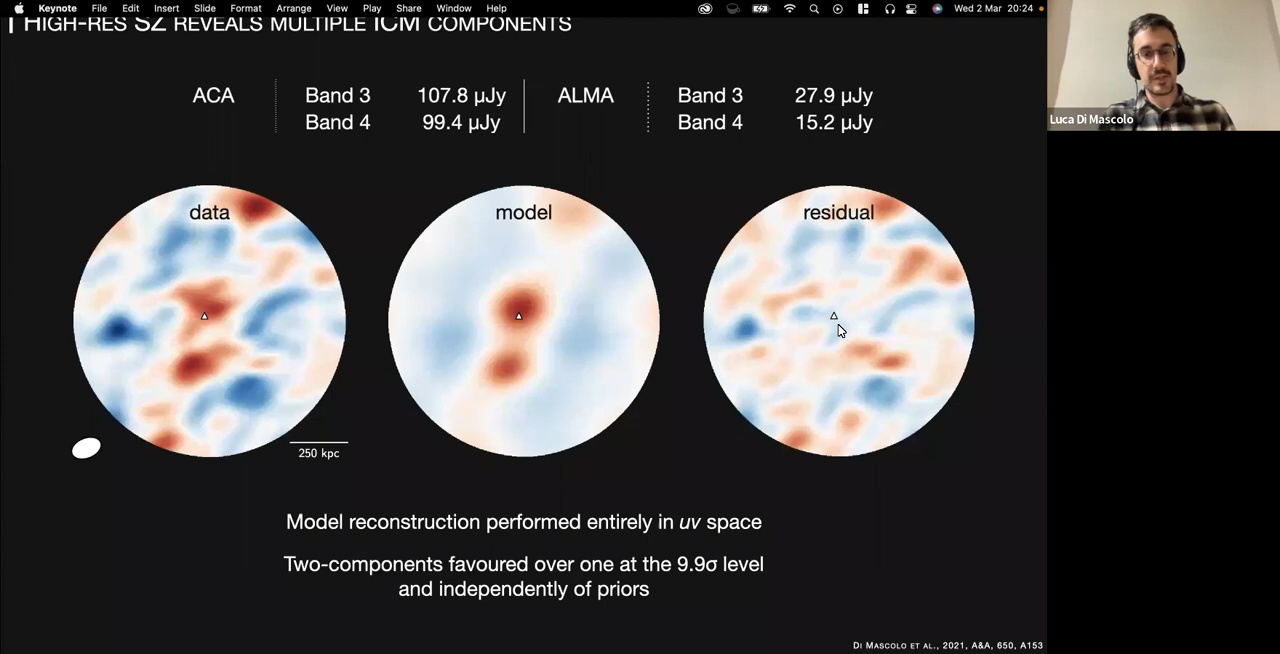 Keynote File Edit Insert Slide Format Arrange View Play Share Window Help Wed 2 Mar 20:24
HIGH-RES SZ REVEALS MULTIPLE ICM COMPONENTS
ACA Band 3 107.8 µJy ALMA Band 3 27.9 µJy
Band 4 99.4 µJy Band 4 15.2 µJy
Luca Di Mascolo
data model residual
250 kpc
Model reconstruction performed entirely in uv space
Two-components favoured over one at the 9.9σ level
and independently of priors
DI MASCOLO ET AL., 2021, A&A, 650, A153